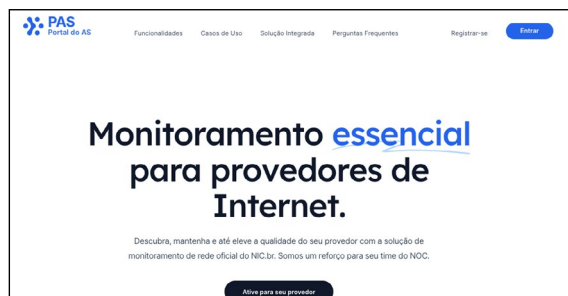 PAS
Portal do AS
Funcionalidades Casos de Uso Solução Integrada Perguntas Frequentes Registrar-se Entrar
Monitoramento essencial
para provedores de
Internet.
Descubra, mantenha e até eleve a qualidade do seu provedor com a solução de
monitoramento de rede oficial do NIC.br. Somos um reforço para seu time do NOC.
Ative para seu provedor